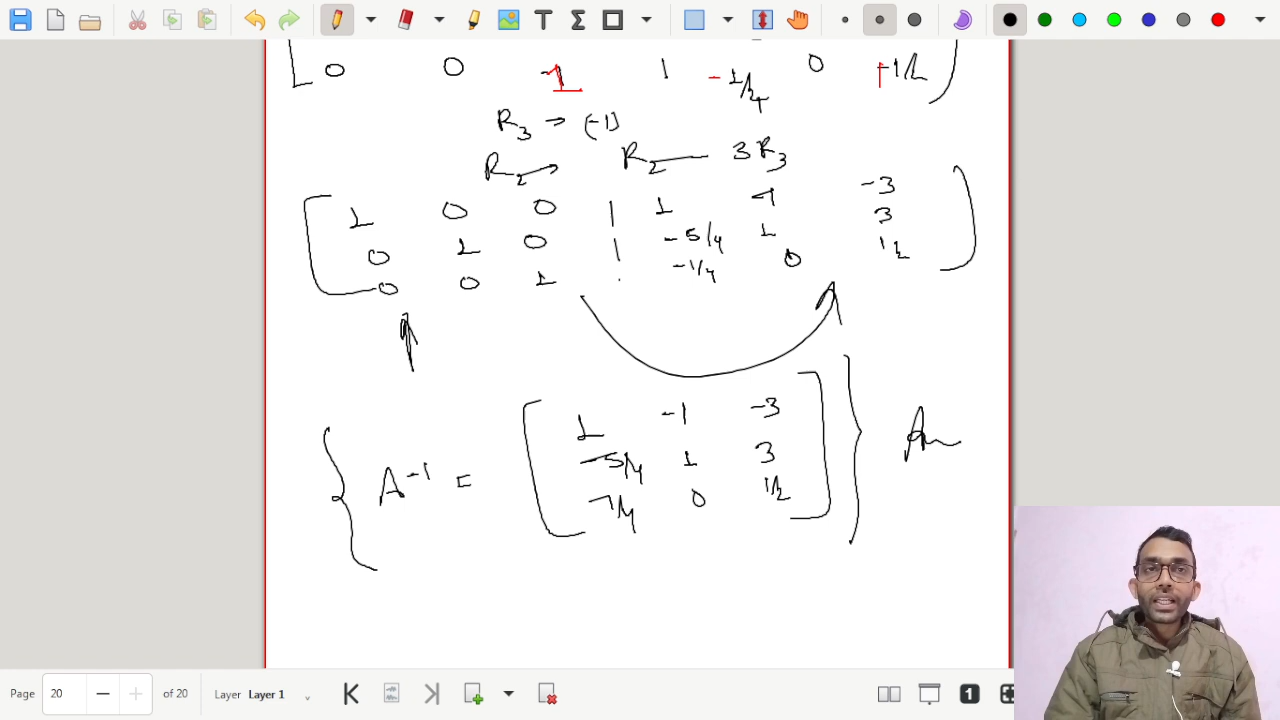 0 0 -1 | -1/4 0 +1/2
R3 → (-1)
R2 → R2 — 3R3
1 0 0 | 1 -1 -3
0 1 0 | -5/4 1 3
0 0 1 | -1/4 0 1/2
1 -1 -3
A^-1 = -5/4 1 3
-1/4 0 1/2
Page 20 of 20 Layer Layer 1 1